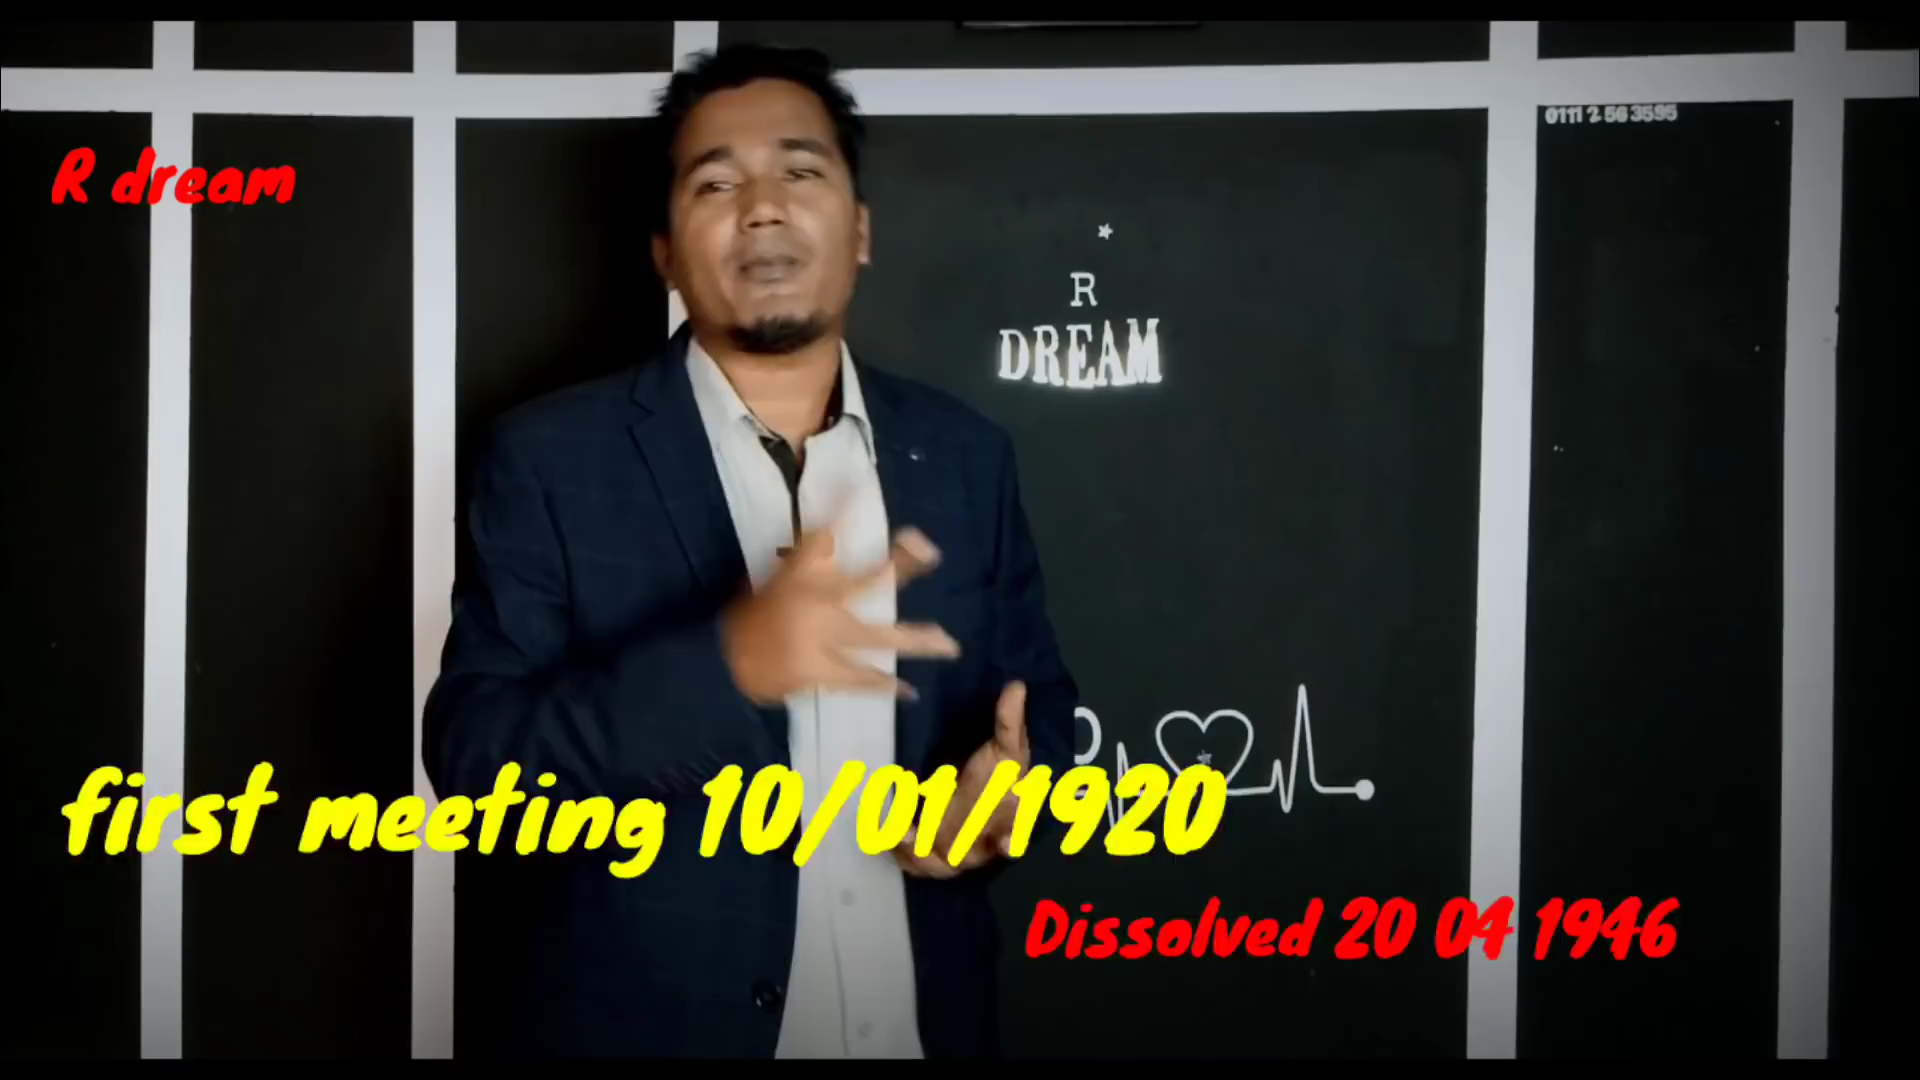 0111 2 56 3595
R dream
R
DREAM
first meeting 10/01/1920
Dissolved 20 04 1946